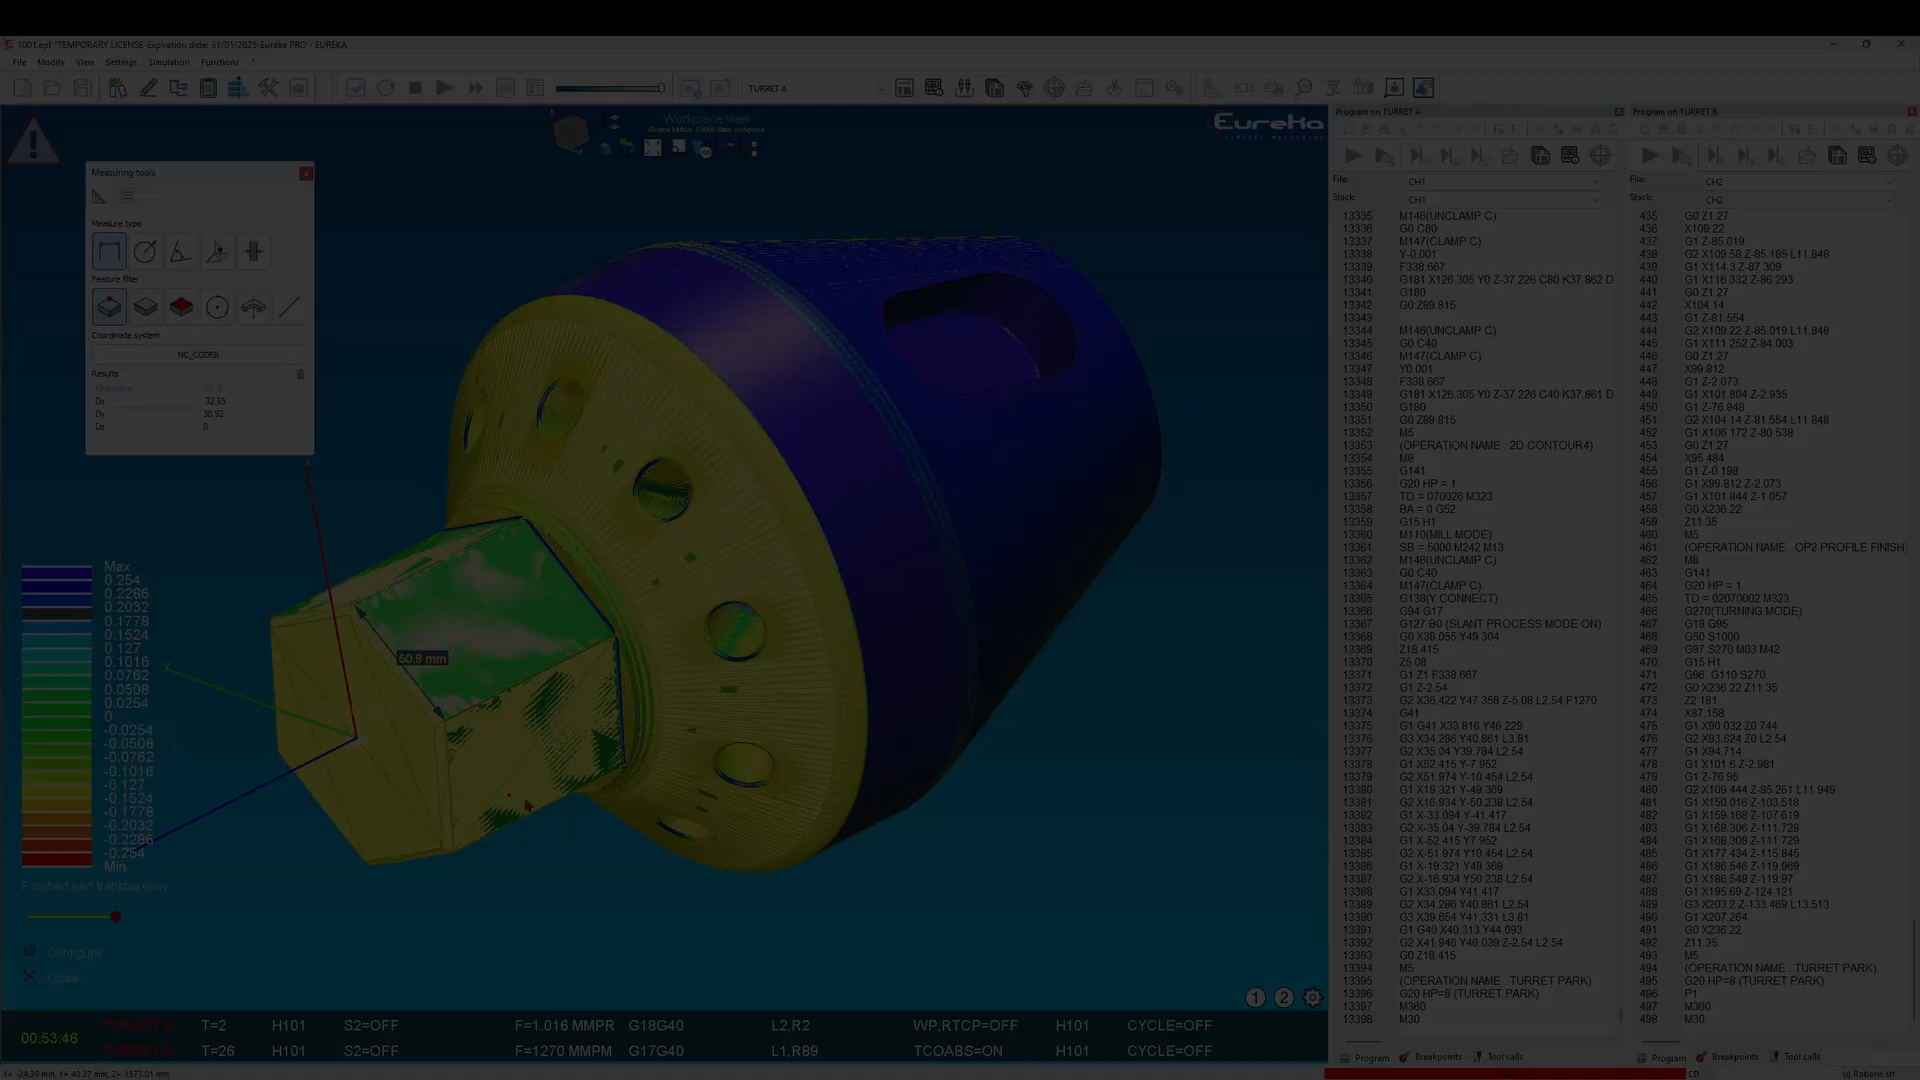 1001.epf *TEMPORARY LICENSE-Expiration date: 31/01/2025-Eureka PRO - EUREKA
File Modify View Settings Simulation Functions ?
TURRET A
Workpiece view
EureKa
Measuring tools
Measure type
Feature filter
Coordinate system
NC_CODER
Results
Distance 50.8
Dx -32.65
Dy 38.92
Dz 0
50.8 mm
Max
0.254
0.2286
0.2032
0.1778
0.1524
0.127
0.1016
0.0762
0.0508
0.0254
0
-0.0254
-0.0508
-0.0762
-0.1016
-0.127
-0.1524
-0.1778
-0.2032
-0.2286
-0.254
Min
Finished part transparency
Configure
Close
1 2
00:53:46
TURRET B T=2 H101 S2=OFF F=1.016 MMPR G18G40 L2,R2 WP,RTCP=OFF H101 CYCLE=OFF
TURRET A T=26 H101 S2=OFF F=1270 MMPM G17G40 L1,R89 TCOABS=ON H101 CYCLE=OFF
X= -24.39 mm, Y= 40.37 mm, Z= 1577.01 mm
Program on TURRET A
File: CH1
Stack: CH1
13335 M146(UNCLAMP C)
13336 G0 C80
13337 M147(CLAMP C)
13338 Y-0.001
13339 F338.667
13340 G181 X126.305 Y0 Z-37.226 C80 K37.862 D
13341 G180
13342 G0 Z89.815
13343
13344 M146(UNCLAMP C)
13345 G0 C40
13346 M147(CLAMP C)
13347 Y0.001
13348 F338.667
13349 G181 X126.305 Y0 Z-37.226 C40 K37.861 D
13350 G180
13351 G0 Z89.815
13352 M5
13353 (OPERATION NAME : 2D CONTOUR4)
13354 M8
13355 G141
13356 G20 HP = 1
13357 TD = 070026 M323
13358 BA = 0 G52
13359 G15 H1
13360 M110(MILL MODE)
13361 SB = 5000 M242 M13
13362 M146(UNCLAMP C)
13363 G0 C40
13364 M147(CLAMP C)
13365 G138(Y CONNECT)
13366 G94 G17
13367 G127 B0 (SLANT PROCESS MODE ON)
13368 G0 X38.055 Y49.304
13369 Z18.415
13370 Z5.08
13371 G1 Z1 F338.667
13372 G1 Z-2.54
13373 G2 X36.422 Y47.358 Z-5.08 L2.54 F1270
13374 G41
13375 G1 G41 X33.816 Y46.229
13376 G3 X34.286 Y40.861 L3.81
13377 G2 X35.04 Y39.784 L2.54
13378 G1 X52.415 Y-7.952
13379 G2 X51.974 Y-10.454 L2.54
13380 G1 X19.321 Y-49.369
13381 G2 X16.934 Y-50.238 L2.54
13382 G1 X-33.094 Y-41.417
13383 G2 X-35.04 Y-39.784 L2.54
13384 G1 X-52.415 Y7.952
13385 G2 X-51.974 Y10.454 L2.54
13386 G1 X-19.321 Y49.369
13387 G2 X-16.934 Y50.238 L2.54
13388 G1 X33.094 Y41.417
13389 G2 X34.286 Y40.861 L2.54
13390 G3 X39.654 Y41.331 L3.81
13391 G1 G40 X40.313 Y44.093
13392 G2 X41.946 Y46.039 Z-2.54 L2.54
13393 G0 Z18.415
13394 M5
13395 (OPERATION NAME : TURRET PARK)
13396 G20 HP=8 (TURRET PARK)
13397 M360
13398 M30
Program Breakpoints Tool calls
Program on TURRET B
File: CH2
Stack: CH2
435 G0 Z1.27
436 X109.22
437 G1 Z-85.019
438 G2 X109.58 Z-85.185 L11.848
439 G1 X114.3 Z-87.309
440 G1 X116.332 Z-86.293
441 G0 Z1.27
442 X104.14
443 G1 Z-81.554
444 G2 X109.22 Z-85.019 L11.848
445 G1 X111.252 Z-84.003
446 G0 Z1.27
447 X99.812
448 G1 Z-2.073
449 G1 X101.804 Z-2.935
450 G1 Z-76.948
451 G2 X104.14 Z-81.554 L11.848
452 G1 X106.172 Z-80.538
453 G0 Z1.27
454 X95.484
455 G1 Z-0.198
456 G1 X99.812 Z-2.073
457 G1 X101.844 Z-1.057
458 G0 X236.22
459 Z11.35
460 M5
461 (OPERATION NAME : OP2 PROFILE FINISH)
462 M8
463 G141
464 G20 HP = 1
465 TD = 02070002 M323
466 G270(TURNING MODE)
467 G18 G95
468 G50 S1000
469 G97 S270 M03 M42
470 G15 H1
471 G96 G110 S270
472 G0 X236.22 Z11.35
473 Z2.181
474 X87.158
475 G1 X90.032 Z0.744
476 G2 X93.624 Z0 L2.54
477 G1 X94.714
478 G1 X101.6 Z-2.981
479 G1 Z-76.95
480 G2 X109.444 Z-85.261 L11.949
481 G1 X150.016 Z-103.518
482 G1 X159.168 Z-107.619
483 G1 X168.306 Z-111.728
484 G1 X168.308 Z-111.729
485 G1 X177.434 Z-115.845
486 G1 X186.546 Z-119.969
487 G1 X186.548 Z-119.97
488 G1 X195.69 Z-124.121
489 G3 X203.2 Z-133.469 L13.513
490 G1 X207.264
491 G0 X236.22
492 Z11.35
493 M5
494 (OPERATION NAME : TURRET PARK)
495 G20 HP=8 (TURRET PARK)
496 P1
497 M360
498 M30
Program Breakpoints Tool calls
CD (c) Roboris srl